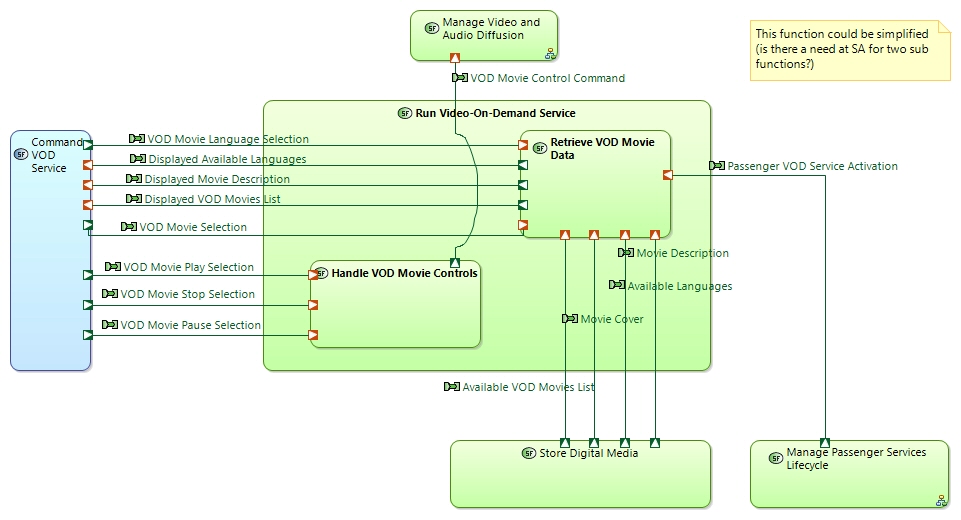 Manage Video and
Audio Diffusion
This function could be simplified
(is there a need at SA for two sub
functions?)
VOD Movie Control Command
Run Video-On-Demand Service
Command
VOD
Service
VOD Movie Language Selection
Displayed Available Languages
Displayed Movie Description
Displayed VOD Movies List
VOD Movie Selection
Retrieve VOD Movie
Data
Passenger VOD Service Activation
VOD Movie Play Selection
VOD Movie Stop Selection
VOD Movie Pause Selection
Handle VOD Movie Controls
Movie Description
Available Languages
Movie Cover
Available VOD Movies List
Store Digital Media
Manage Passenger Services
Lifecycle
SF
SF
SF
SF
SF
SF
SF